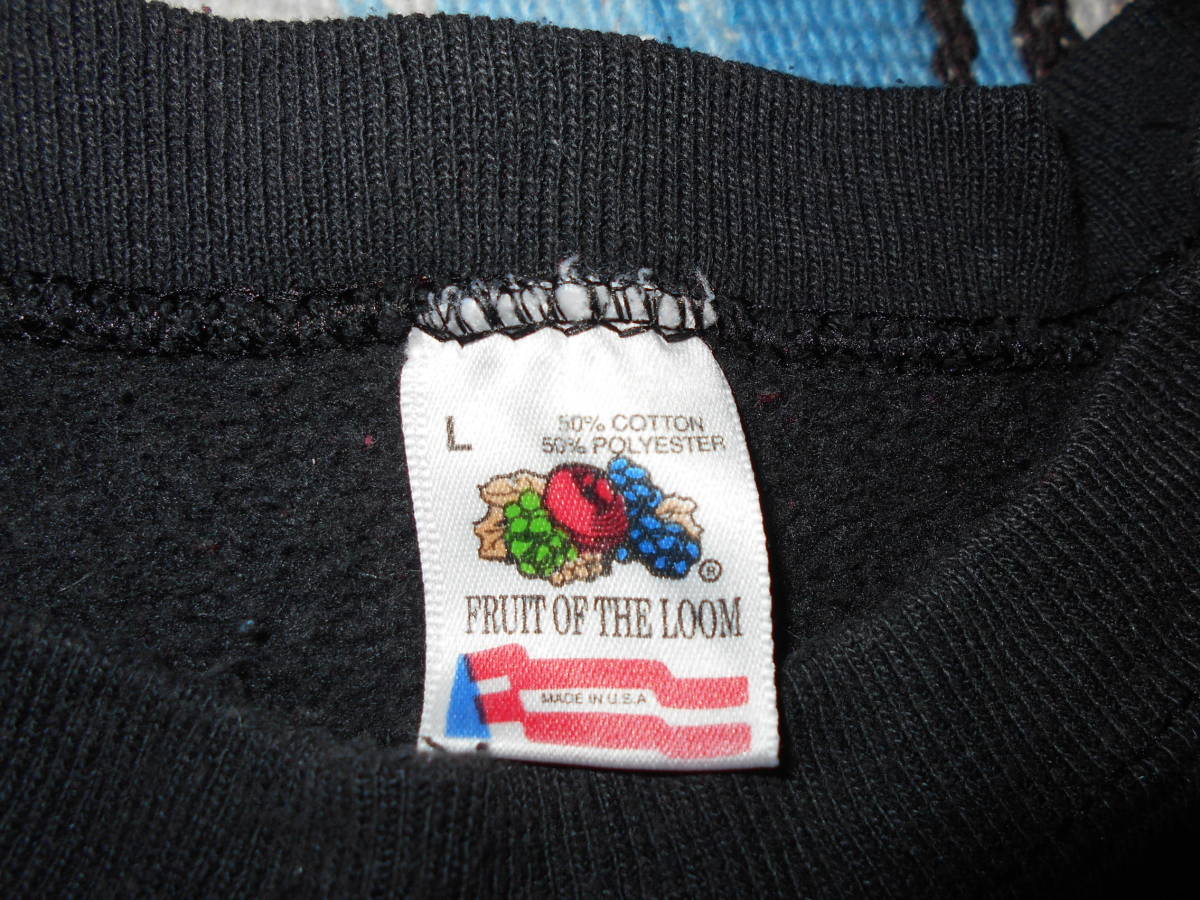 L
50% COTTON
50% POLYESTER
®
FRUIT OF THE LOOM
MADE IN U.S.A